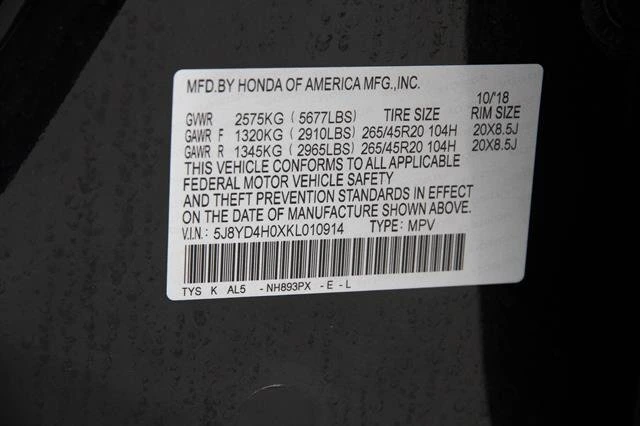 MFD.BY HONDA OF AMERICA MFG.,INC.
10/'18
GVWR 2575KG (5677LBS) TIRE SIZE RIM SIZE
GAWR F 1320KG (2910LBS) 265/45R20 104H 20X8.5J
GAWR R 1345KG (2965LBS) 265/45R20 104H 20X8.5J
THIS VEHICLE CONFORMS TO ALL APPLICABLE
FEDERAL MOTOR VEHICLE SAFETY
AND THEFT PREVENTION STANDARDS IN EFFECT
ON THE DATE OF MANUFACTURE SHOWN ABOVE.
V.I.N.: 5J8YD4H0XKL010914 TYPE: MPV
TYS K AL5 -NH893PX -E-L